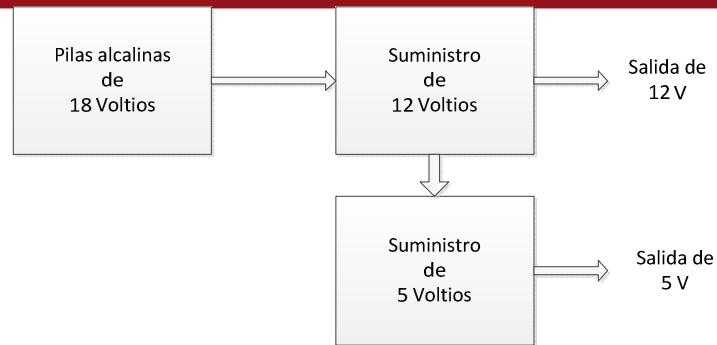 Pilas alcalinas
de
18 Voltios
Suministro
de
12 Voltios
Salida de
12 V
Suministro
de
5 Voltios
Salida de
5 V